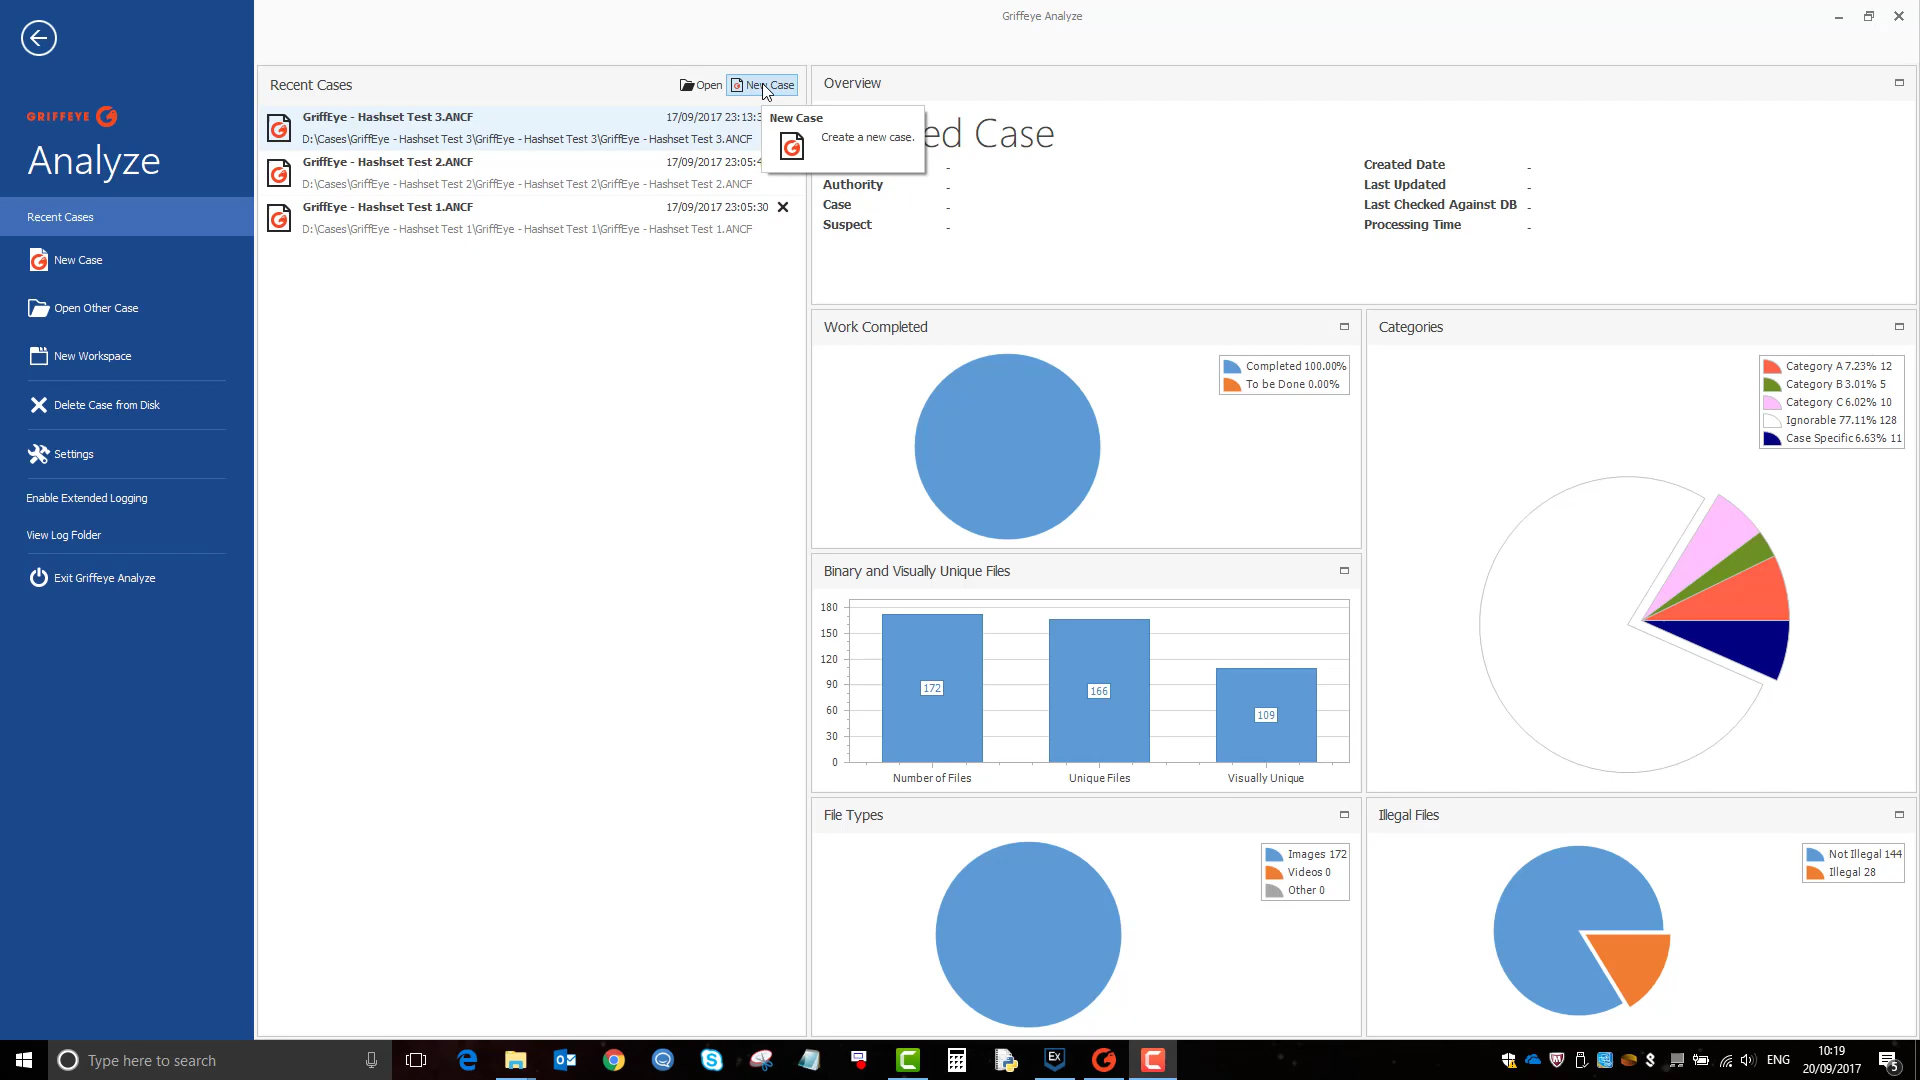 Griffeye Analyze
GRIFFEYE
Analyze
Recent Cases
New Case
Open Other Case
New Workspace
Delete Case from Disk
Settings
Enable Extended Logging
View Log Folder
Exit Griffeye Analyze
Recent Cases
Open
New Case
GriffEye - Hashset Test 3.ANCF 17/09/2017 23:13:3
D:\Cases\GriffEye - Hashset Test 3\GriffEye - Hashset Test 3\GriffEye - Hashset Test 3.ANCF
GriffEye - Hashset Test 2.ANCF 17/09/2017 23:05:4
D:\Cases\GriffEye - Hashset Test 2\GriffEye - Hashset Test 2\GriffEye - Hashset Test 2.ANCF
GriffEye - Hashset Test 1.ANCF 17/09/2017 23:05:30
D:\Cases\GriffEye - Hashset Test 1\GriffEye - Hashset Test 1\GriffEye - Hashset Test 1.ANCF
New Case
Create a new case.
Overview
ed Case
-
Authority -
Case -
Suspect -
Created Date -
Last Updated -
Last Checked Against DB -
Processing Time -
Work Completed
Completed 100.00%
To be Done 0.00%
Categories
Category A 7.23% 12
Category B 3.01% 5
Category C 6.02% 10
Ignorable 77.11% 128
Case Specific 6.63% 11
Binary and Visually Unique Files
180
150
120
90
60
30
0
172
166
109
Number of Files
Unique Files
Visually Unique
File Types
Images 172
Videos 0
Other 0
Illegal Files
Not Illegal 144
Illegal 28
Type here to search
Ex
ENG
10:19
20/09/2017
5